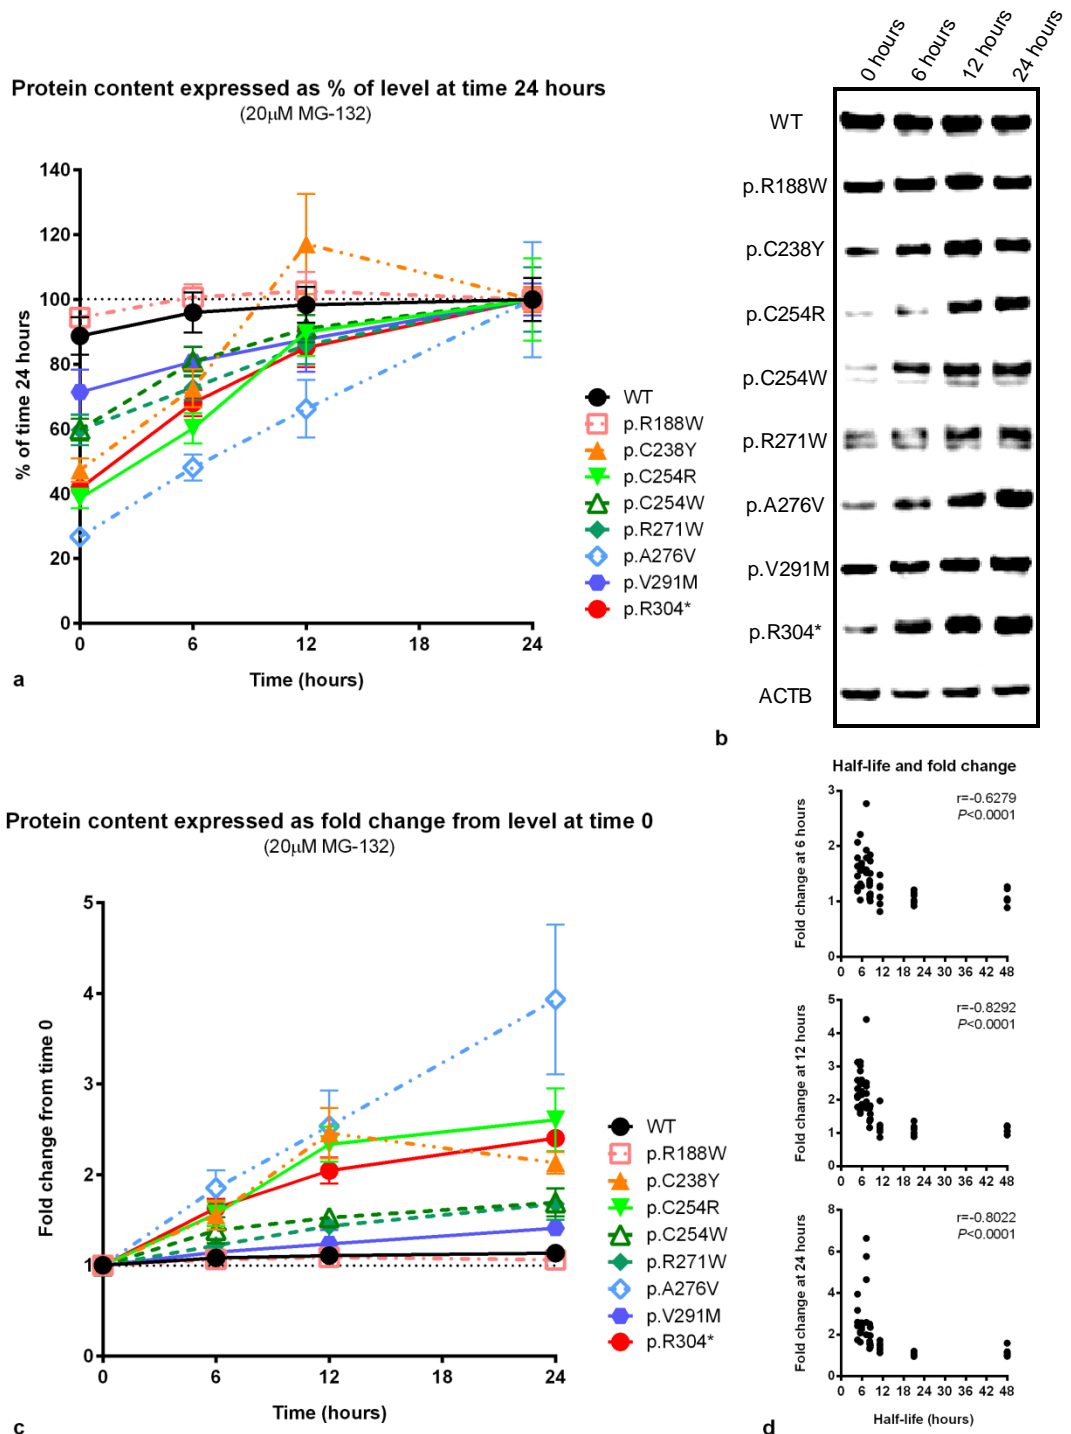 Protein content expressed as % of level at time 24 hours
(20μM MG-132)
140
120
100
80
60
40
20
0
% of time 24 hours
0 6 12 18 24
Time (hours)
WT
p.R188W
p.C238Y
p.C254R
p.C254W
p.R271W
p.A276V
p.V291M
p.R304*
a
0 hours
6 hours
12 hours
24 hours
WT
p.R188W
p.C238Y
p.C254R
p.C254W
p.R271W
p.A276V
p.V291M
p.R304*
ACTB
b
Protein content expressed as fold change from level at time 0
(20μM MG-132)
5
4
3
2
1
0
Fold change from time 0
0 6 12 18 24
Time (hours)
WT
p.R188W
p.C238Y
p.C254R
p.C254W
p.R271W
p.A276V
p.V291M
p.R304*
c
Half-life and fold change
3
2
1
0
Fold change at 6 hours
r=-0.6279
P<0.0001
0 6 12 18 24 30 36 42 48
5
4
3
2
1
0
Fold change at 12 hours
r=-0.8292
P<0.0001
0 6 12 18 24 30 36 42 48
8
6
4
2
0
Fold change at 24 hours
r=-0.8022
P<0.0001
0 6 12 18 24 30 36 42 48
Half-life (hours)
d